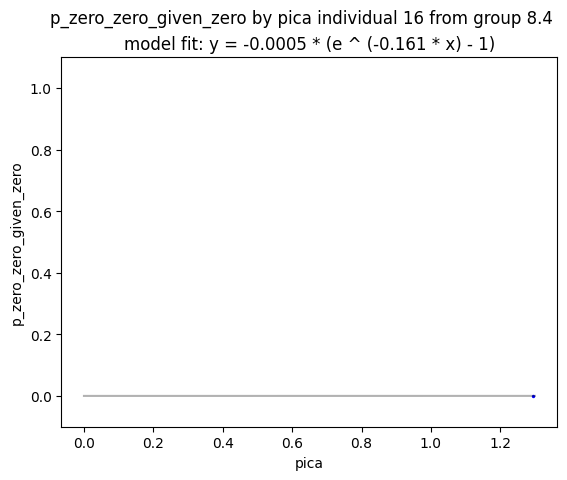 p_zero_zero_given_zero by pica individual 16 from group 8.4
model fit: y = -0.0005 * (e ^ (-0.161 * x) - 1)
1.0
0.8
0.6
0.4
0.2
0.0
p_zero_zero_given_zero
0.0 0.2 0.4 0.6 0.8 1.0 1.2
pica